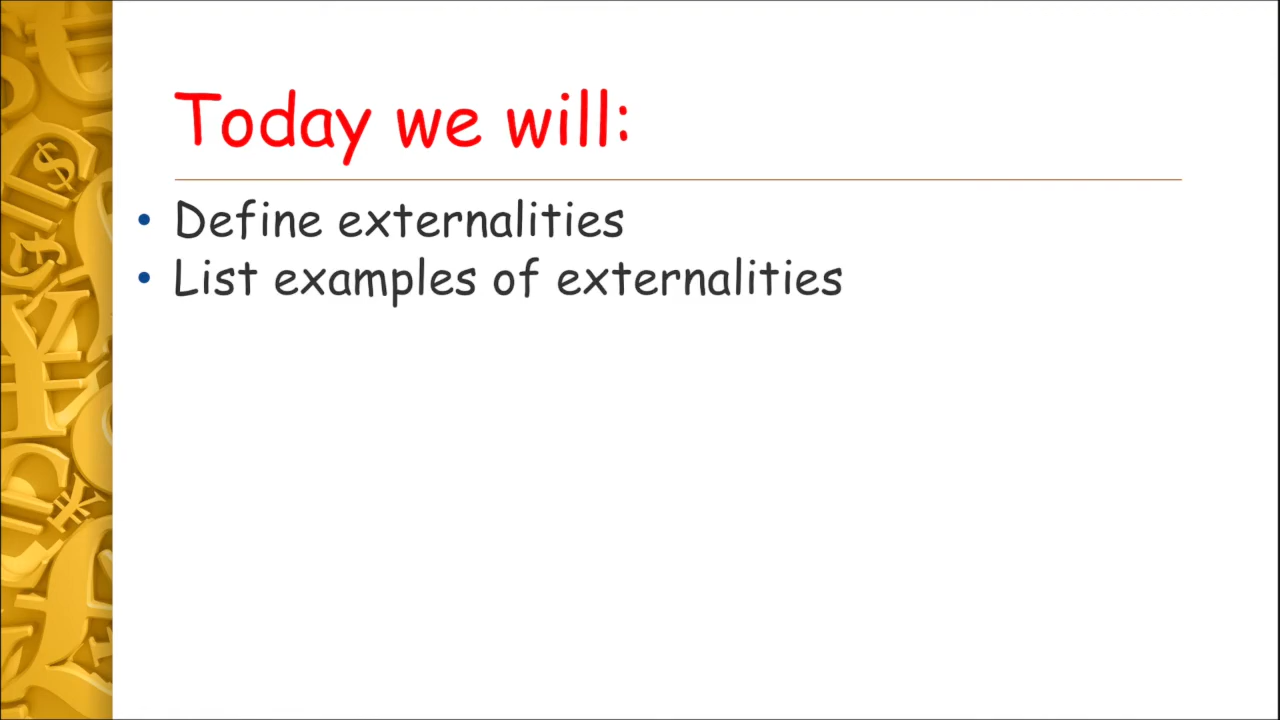 Today we will:
• Define externalities
• List examples of externalities